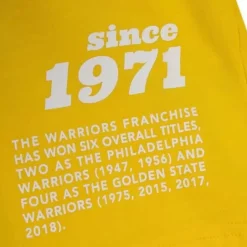 since
1971
THE WARRIORS FRANCHISE
HAS WON SIX OVERALL TITLES,
TWO AS THE PHILADELPHIA
WARRIORS (1947, 1956) AND
FOUR AS THE GOLDEN STATE
WARRIORS (1975, 2015, 2017,
2018).